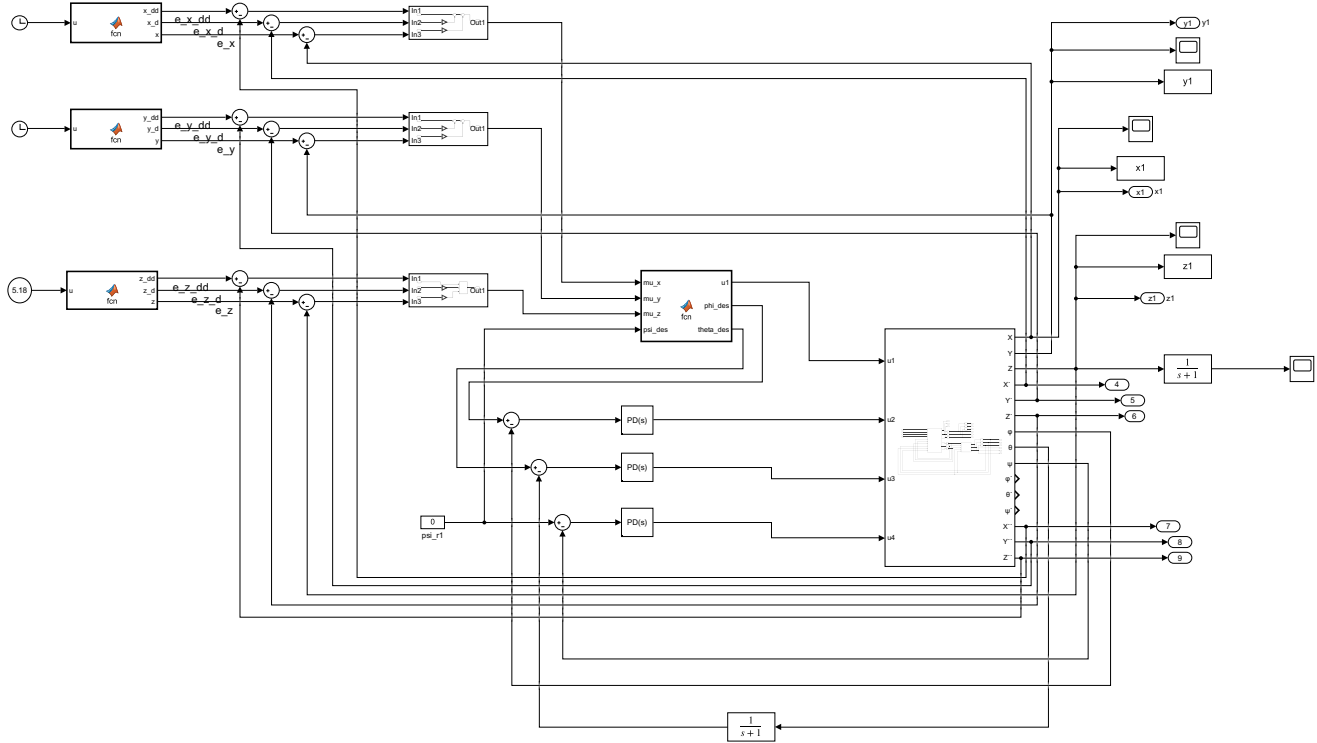 u
fcn
x_dd
x_d
x
e_x_dd
e_x_d
e_x
In1
In2
In3
Out1
y1
y1
y1
u
fcn
y_dd
y_d
y
e_y_dd
e_y_d
e_y
In1
In2
In3
Out1
x1
x1
x1
5.18
u
fcn
z_dd
z_d
z
e_z_dd
e_z_d
e_z
In1
In2
In3
Out1
mu_x
mu_y
mu_z
psi_des
fcn
u1
phi_des
theta_des
z1
z1
z1
u1
u2
u3
u4
X
Y
Z
X˙
Y˙
Z˙
φ
θ
ψ
φ˙
θ˙
ψ˙
X˙˙
Y˙˙
Z˙˙
1
s + 1
4
5
6
PD(s)
PD(s)
0
psi_r1
PD(s)
7
8
9
1
s + 1